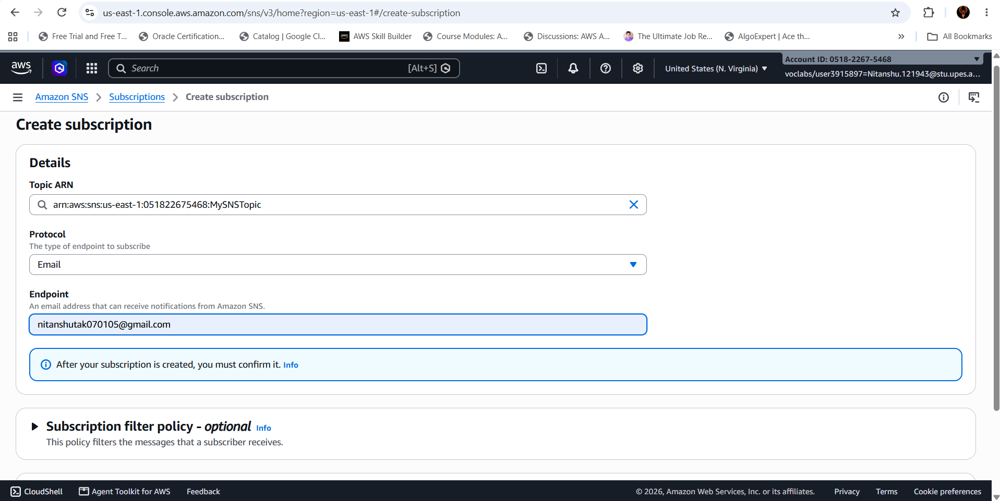 us-east-1.console.aws.amazon.com/sns/v3/home?region=us-east-1#/create-subscription
Free Trial and Free T... Oracle Certification... Catalog | Google Cl... aws AWS Skill Builder Course Modules: A... Discussions: AWS A... The Ultimate Job Re... AlgoExpert | Ace th... » All Bookmarks
aws Search [Alt+S] United States (N. Virginia) Account ID: 0518-2267-5468
voclabs/user3915897=Nitanshu.121943@stu.upes.a...
Amazon SNS Subscriptions Create subscription
Create subscription
Details
Topic ARN
arn:aws:sns:us-east-1:051822675468:MySNSTopic
Protocol
The type of endpoint to subscribe
Email
Endpoint
An email address that can receive notifications from Amazon SNS.
nitanshutak070105@gmail.com
After your subscription is created, you must confirm it. Info
Subscription filter policy - optional Info
This policy filters the messages that a subscriber receives.
CloudShell Agent Toolkit for AWS Feedback © 2026, Amazon Web Services, Inc. or its affiliates. Privacy Terms Cookie preferences